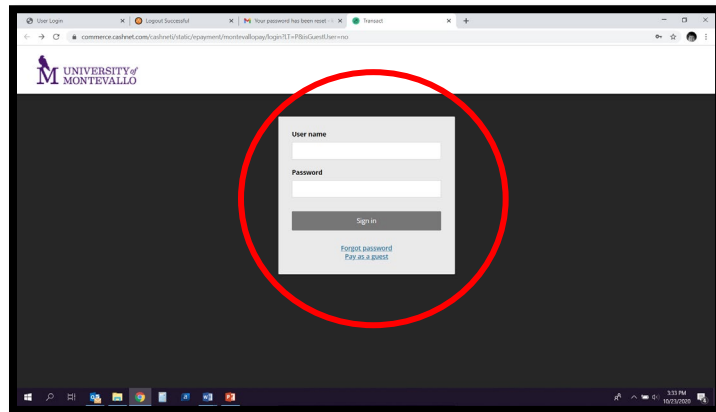 User Login
Logout Successful
Your password has been reset -
Transact
commerce.cashnet.com/cashneti/static/epayment/montevallopay/login?LT=P&isGuestUser=no
UNIVERSITY of
MONTEVALLO
User name
Password
Sign in
Forgot password
Pay as a guest
3:33 PM
10/23/2020